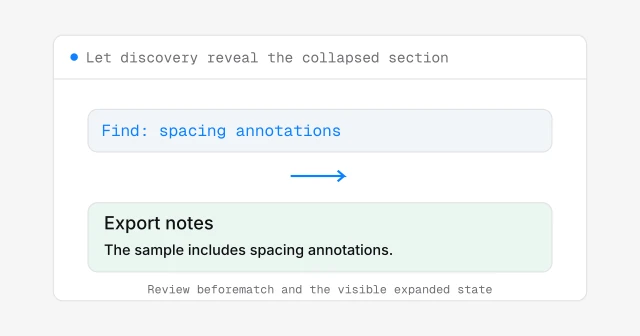 Let discovery reveal the collapsed section
Find: spacing annotations
Export notes
The sample includes spacing annotations.
Review beforematch and the visible expanded state